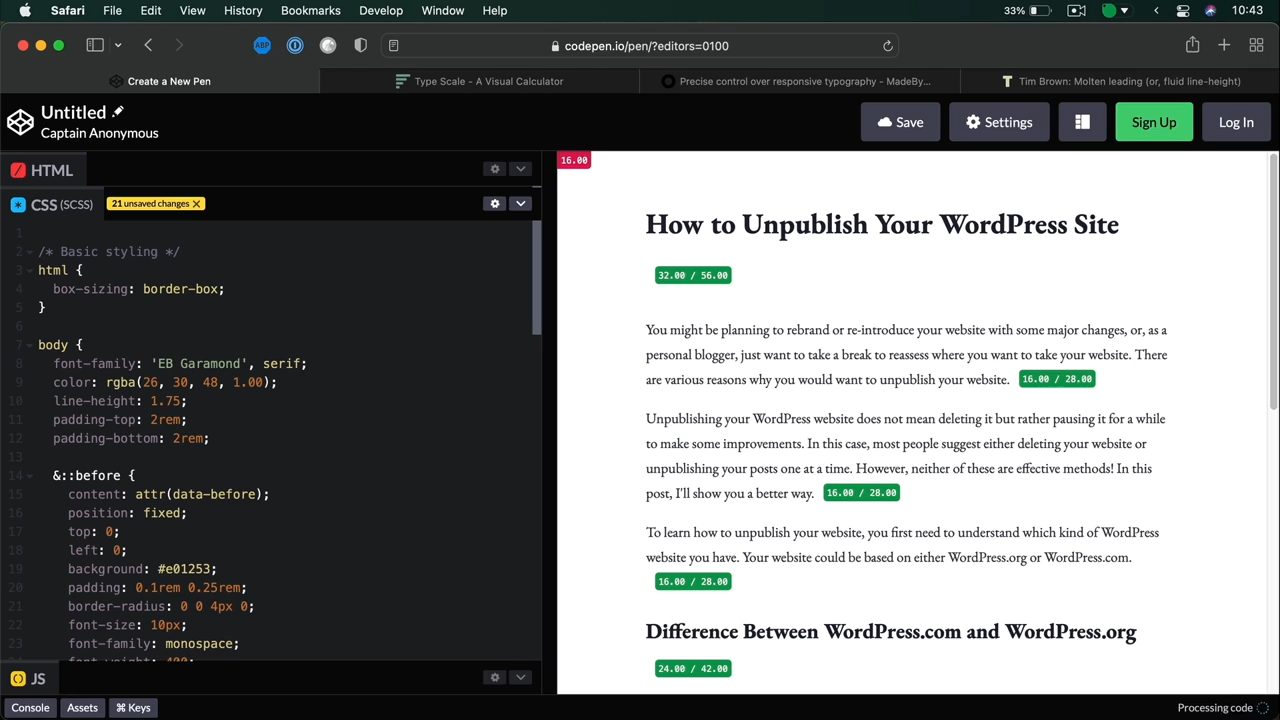 Safari File Edit View History Bookmarks Develop Window Help 33% 10:43
ABP codepen.io/pen/?editors=0100
Create a New Pen Type Scale - A Visual Calculator Precise control over responsive typography - MadeBy... Tim Brown: Molten leading (or, fluid line-height)
Untitled
Captain Anonymous
Save Settings Sign Up Log In
HTML
CSS (SCSS) 21 unsaved changes X
1
2 /* Basic styling */
3 html {
4 box-sizing: border-box;
5 }
6
7 body {
8 font-family: 'EB Garamond', serif;
9 color: rgba(26, 30, 48, 1.00);
10 line-height: 1.75;
11 padding-top: 2rem;
12 padding-bottom: 2rem;
13
14 &::before {
15 content: attr(data-before);
16 position: fixed;
17 top: 0;
18 left: 0;
19 background: #e01253;
20 padding: 0.1rem 0.25rem;
21 border-radius: 0 0 4px 0;
22 font-size: 10px;
23 font-family: monospace;
font-weight: 400;
JS
16.00
How to Unpublish Your WordPress Site
32.00 / 56.00
You might be planning to rebrand or re-introduce your website with some major changes, or, as a
personal blogger, just want to take a break to reassess where you want to take your website. There
are various reasons why you would want to unpublish your website. 16.00 / 28.00
Unpublishing your WordPress website does not mean deleting it but rather pausing it for a while
to make some improvements. In this case, most people suggest either deleting your website or
unpublishing your posts one at a time. However, neither of these are effective methods! In this
post, I'll show you a better way. 16.00 / 28.00
To learn how to unpublish your website, you first need to understand which kind of WordPress
website you have. Your website could be based on either WordPress.org or WordPress.com.
16.00 / 28.00
Difference Between WordPress.com and WordPress.org
24.00 / 42.00
Console Assets ⌘ Keys Processing code